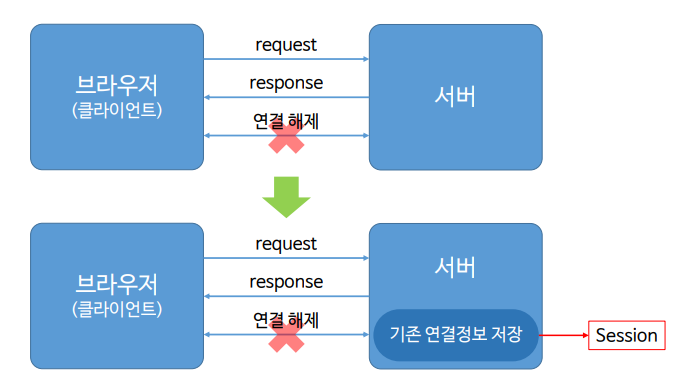 request
브라우저
(클라이언트)
response
서버
연결 해제
request
브라우저
(클라이언트)
response
서버
연결 해제
기존 연결정보 저장
Session